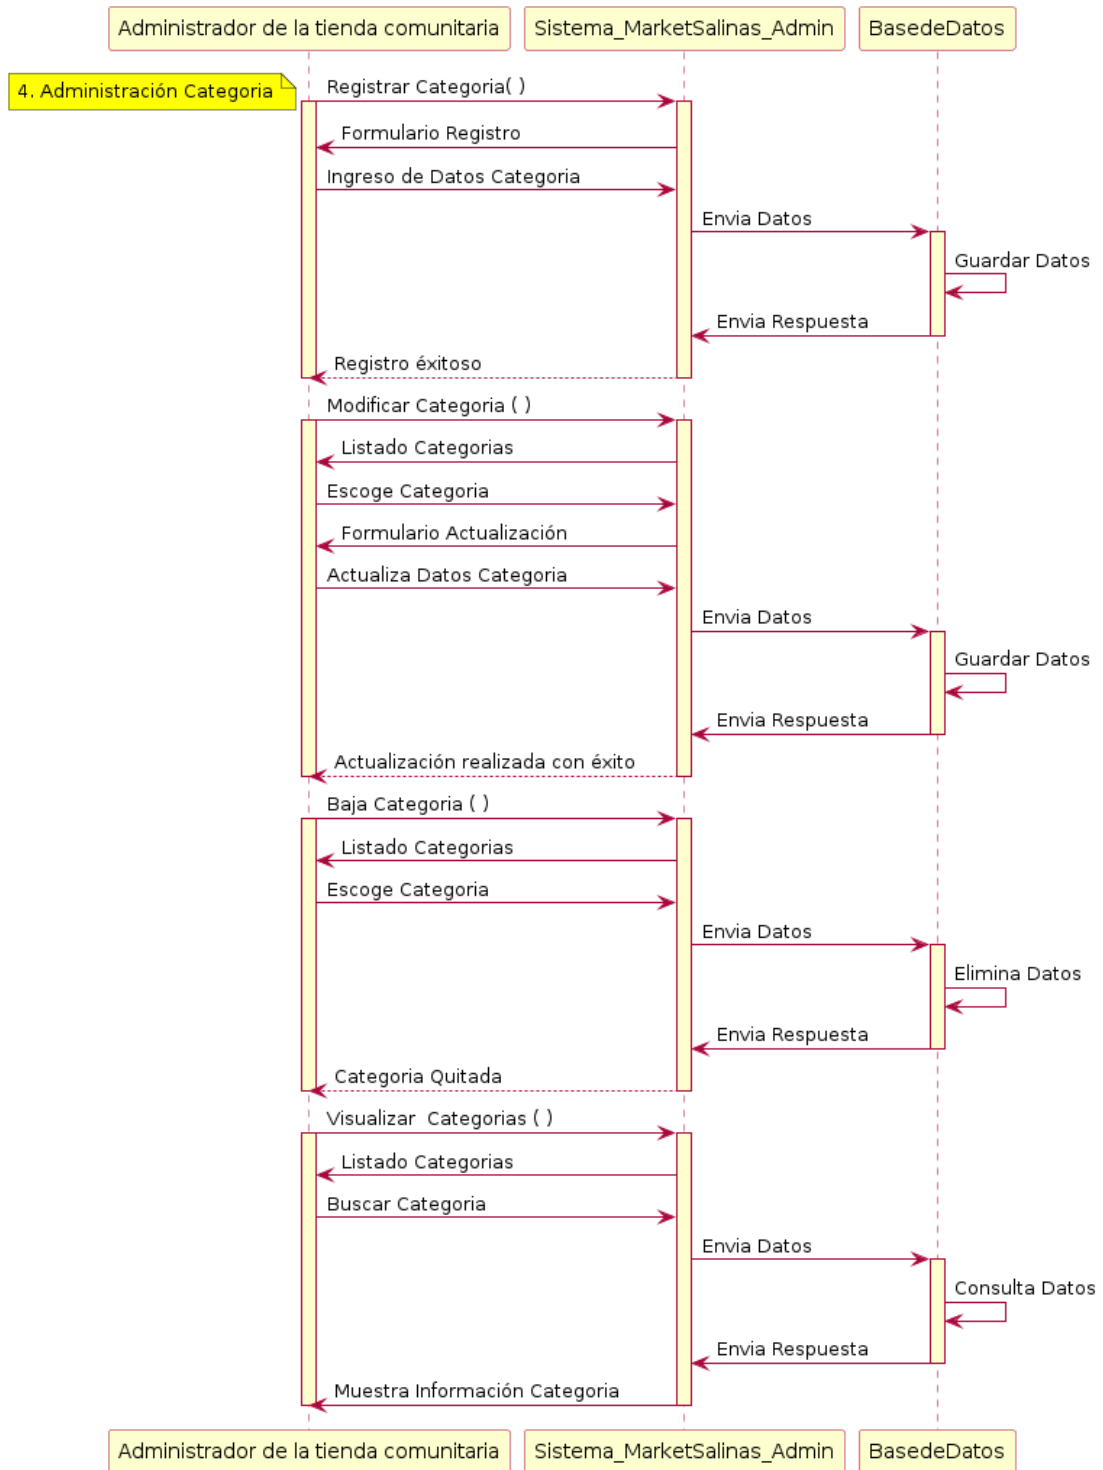 Administrador de la tienda comunitaria
Sistema_MarketSalinas_Admin
BasedeDatos
4. Administración Categoria
Registrar Categoria( )
Formulario Registro
Ingreso de Datos Categoria
Envia Datos
Guardar Datos
Envia Respuesta
Registro éxitoso
Modificar Categoria ( )
Listado Categorias
Escoge Categoria
Formulario Actualización
Actualiza Datos Categoria
Envia Datos
Guardar Datos
Envia Respuesta
Actualización realizada con éxito
Baja Categoria ( )
Listado Categorias
Escoge Categoria
Envia Datos
Elimina Datos
Envia Respuesta
Categoria Quitada
Visualizar  Categorias ( )
Listado Categorias
Buscar Categoria
Envia Datos
Consulta Datos
Envia Respuesta
Muestra Información Categoria
Administrador de la tienda comunitaria
Sistema_MarketSalinas_Admin
BasedeDatos